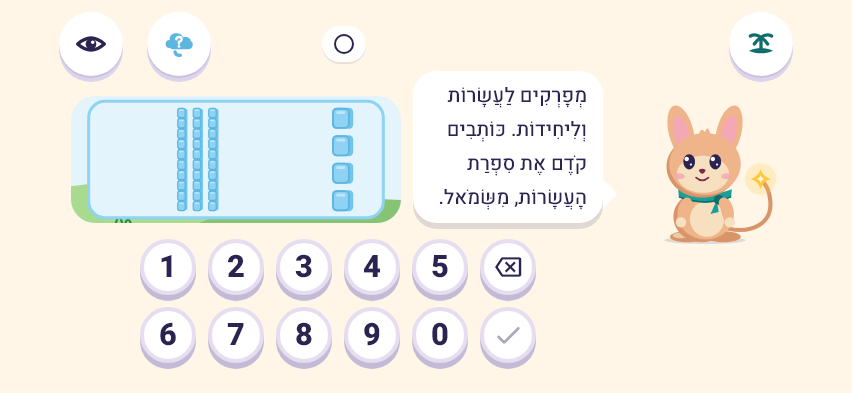 מְפָרְקִים לַעֲשָׂרוֹת
וְלִיחִידוֹת. כּוֹתְבִים
קֹדֶם אֶת סִפְרַת
הָעֲשָׂרוֹת, מִשְּׂמֹאל.
1 2 3 4 5
6 7 8 9 0